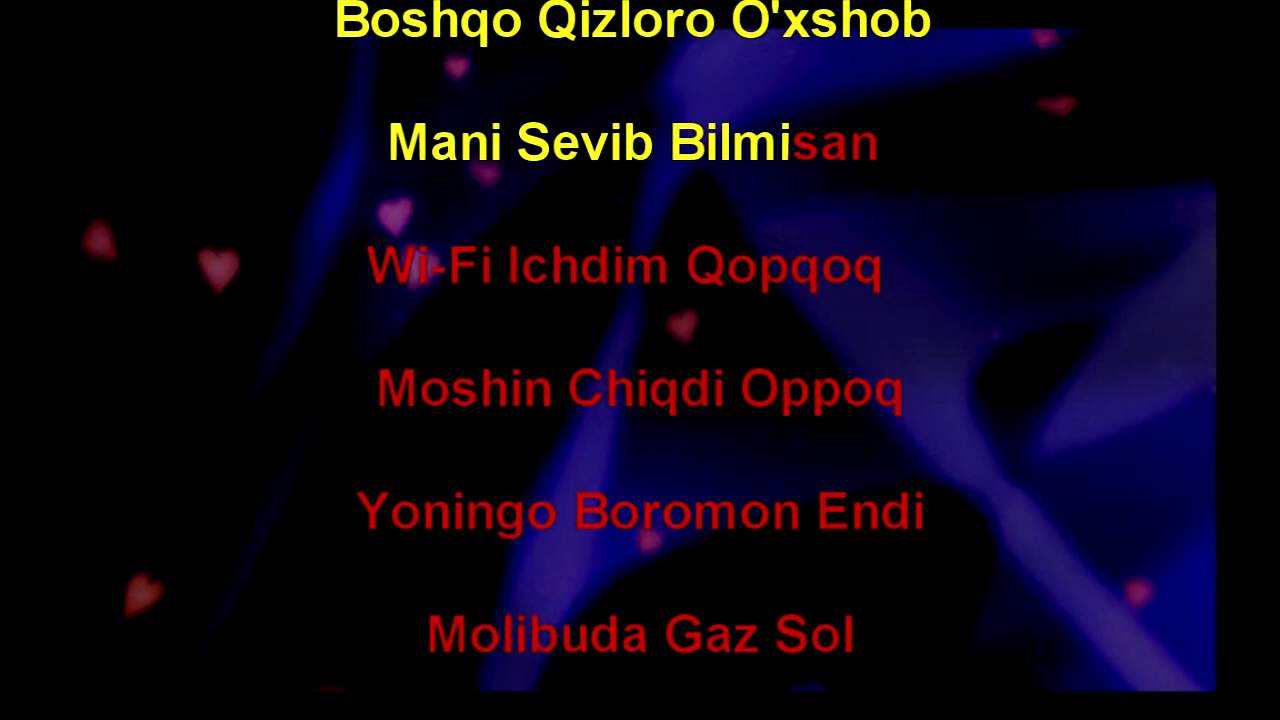 Boshqo Qizloro O'xshob
Mani Sevib Bilmisan
Wi-Fi Ichdim Qopqoq
Moshin Chiqdi Oppoq
Yoningo Boromon Endi
Molibuda Gaz Sol